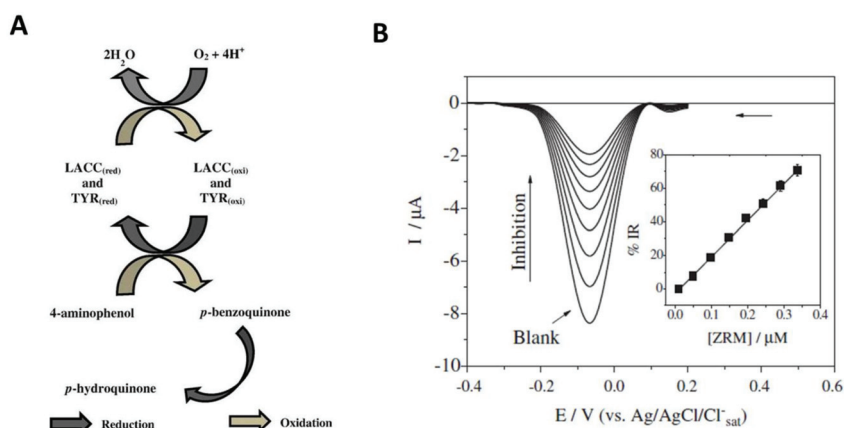 A
2H2O O2 + 4H+
LACC(red) LACC(oxi)
and and
TYR(red) TYR(oxi)
4-aminophenol p-benzoquinone
p-hydroquinone
Reduction Oxidation
B
I / μA
0
-2
-4
-6
-8
-10
Inhibition
Blank
% IR
80
60
40
20
0
0.0 0.1 0.2 0.3 0.4
[ZRM] / μM
-0.4 -0.2 0.0 0.2 0.4 0.6
E / V (vs. Ag/AgCl/Cl-sat)